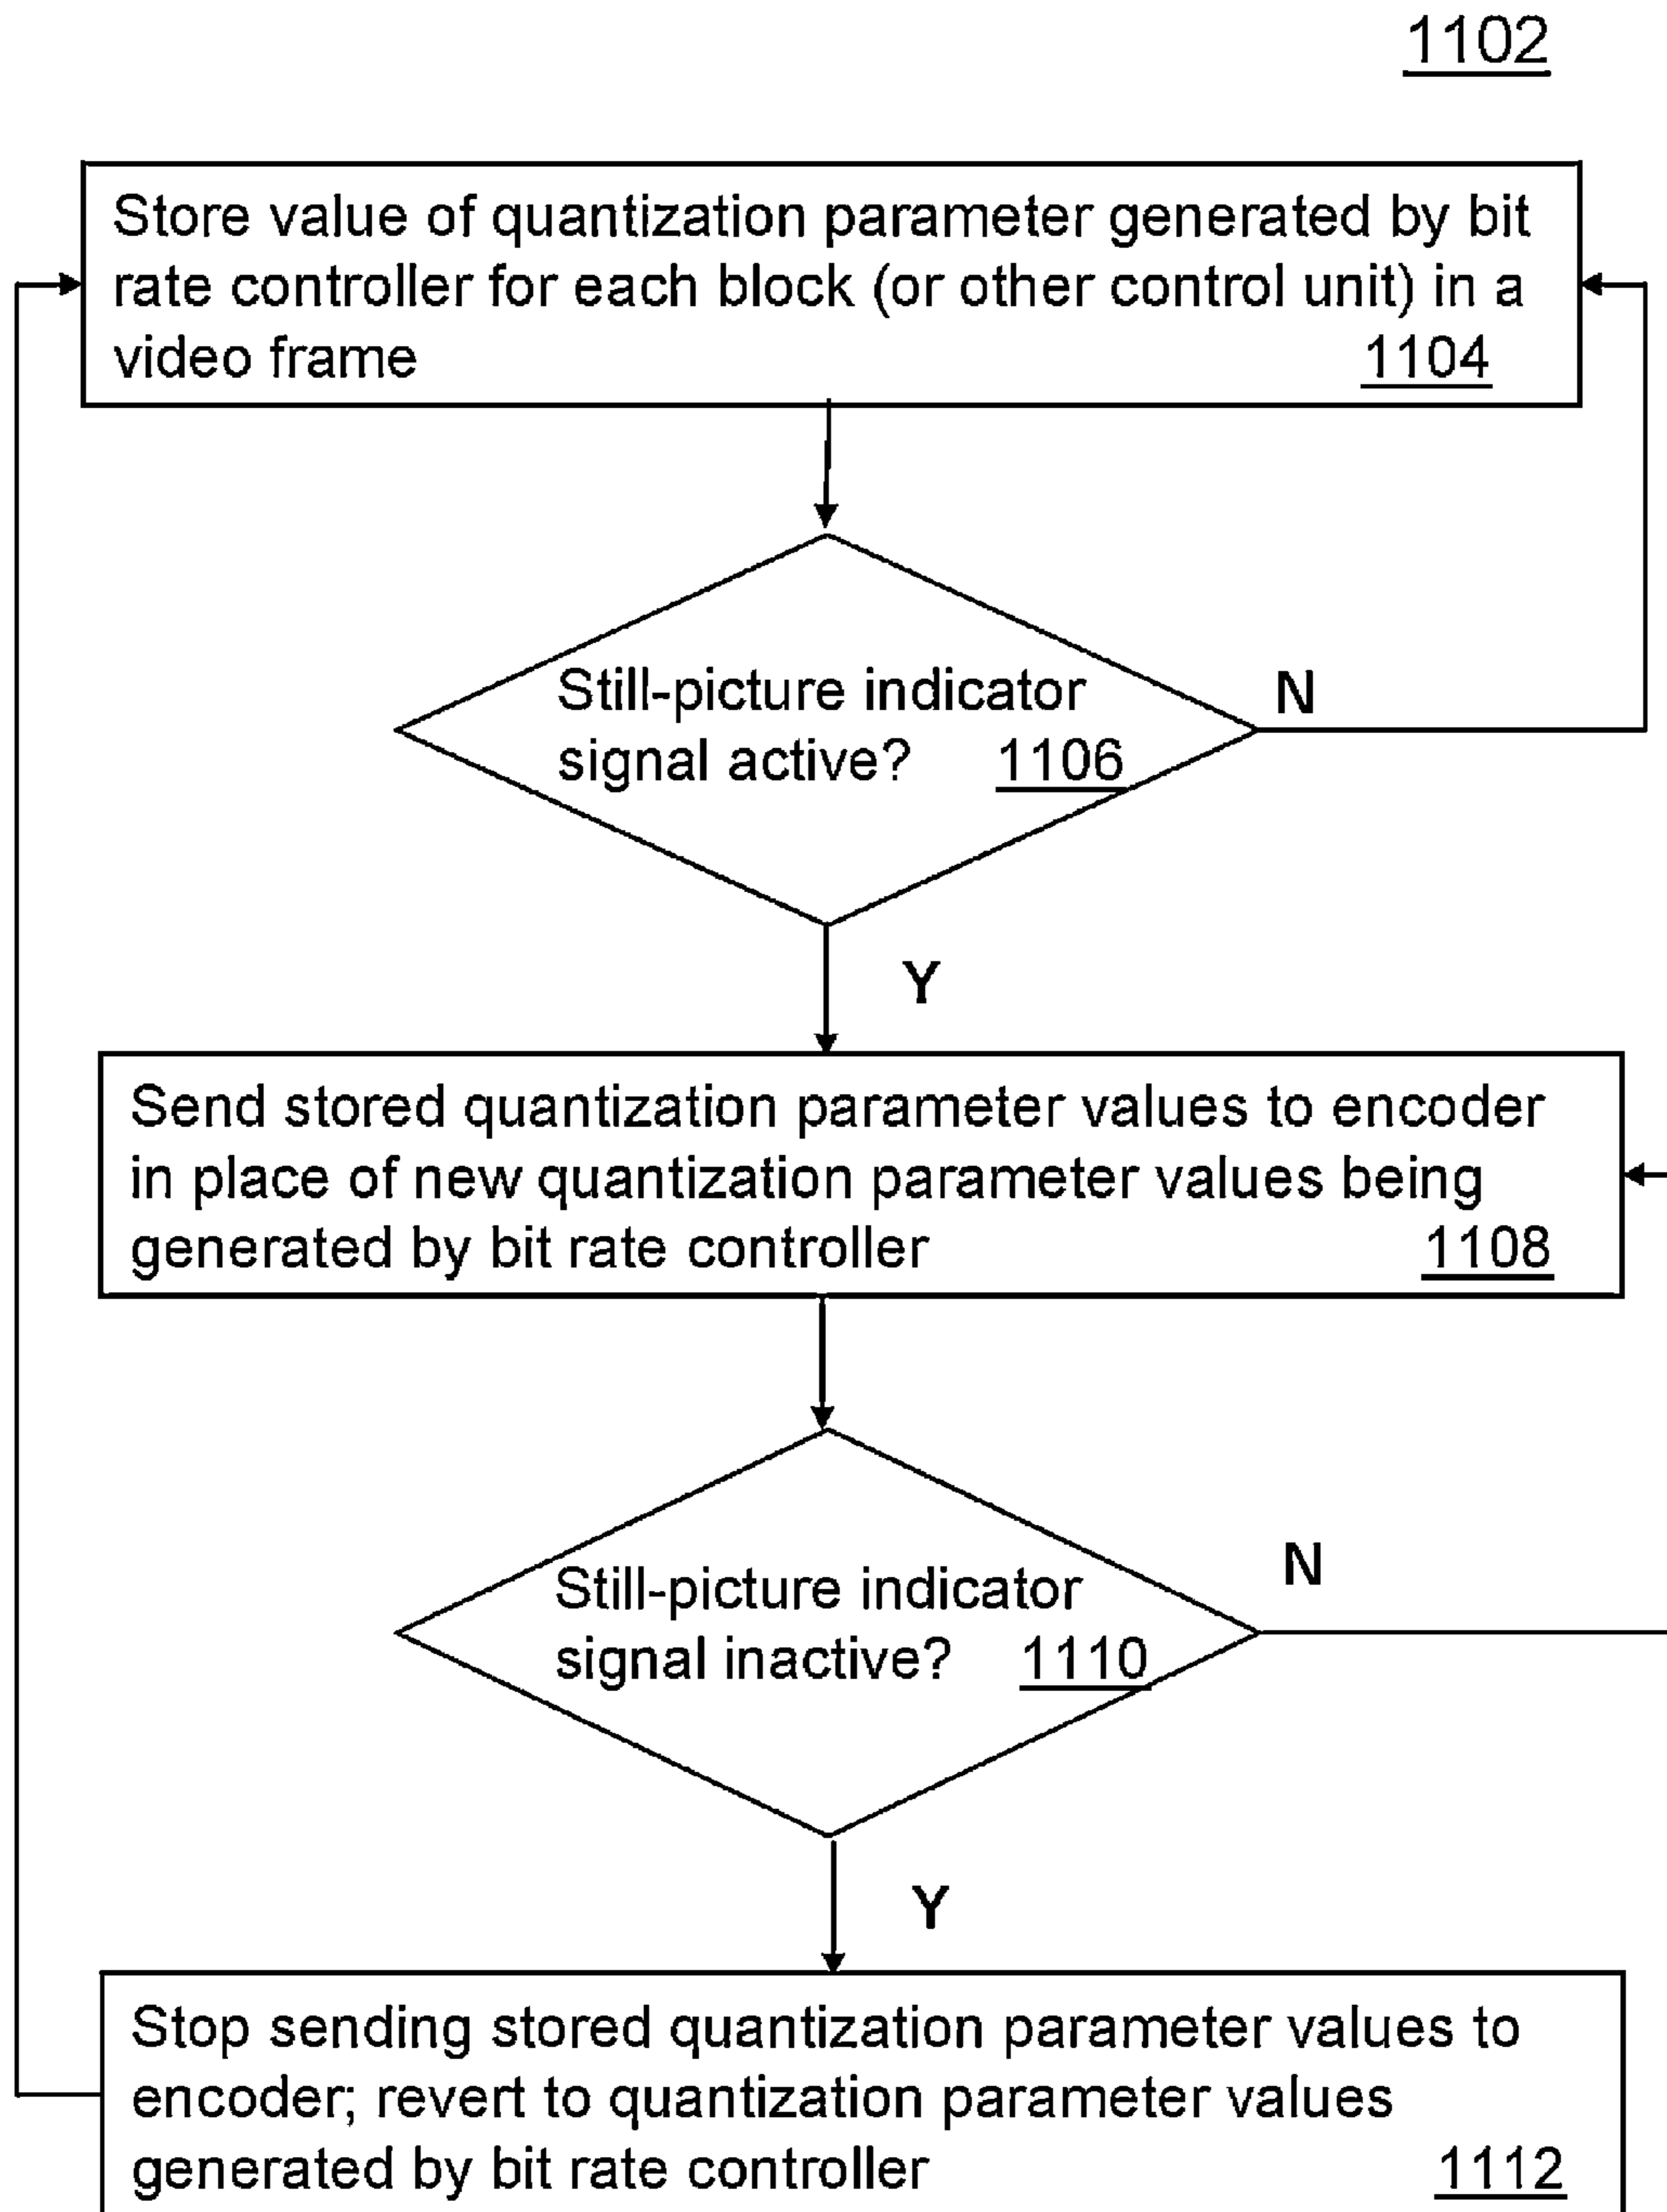 1102
Store value of quantization parameter generated by bit
rate controller for each block (or other control unit) in a
video frame 1104
Still-picture indicator
signal active? 1106
N
Y
Send stored quantization parameter values to encoder
in place of new quantization parameter values being
generated by bit rate controller 1108
Still-picture indicator
signal inactive? 1110
N
Y
Stop sending stored quantization parameter values to
encoder; revert to quantization parameter values
generated by bit rate controller 1112